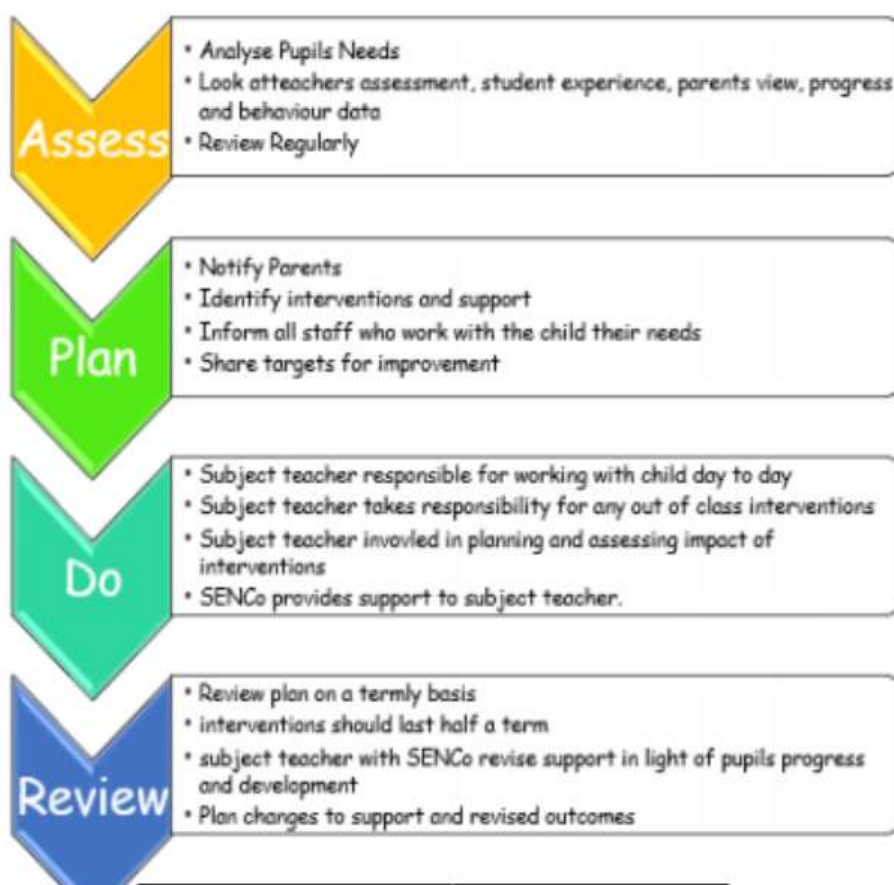 • Analyse Pupils Needs
• Look atteachers assessment, student experience, parents view, progress
and behaviour data
• Review Regularly
Assess
• Notify Parents
• Identify interventions and support
• Inform all staff who work with the child their needs
• Share targets for improvement
Plan
• Subject teacher responsible for working with child day to day
• Subject teacher takes responsibility for any out of class interventions
• Subject teacher invovled in planning and assessing impact of
interventions
• SENCo provides support to subject teacher.
Do
• Review plan on a termly basis
• interventions should last half a term
• subject teacher with SENCo revise support in light of pupils progress
and development
• Plan changes to support and revised outcomes
Review